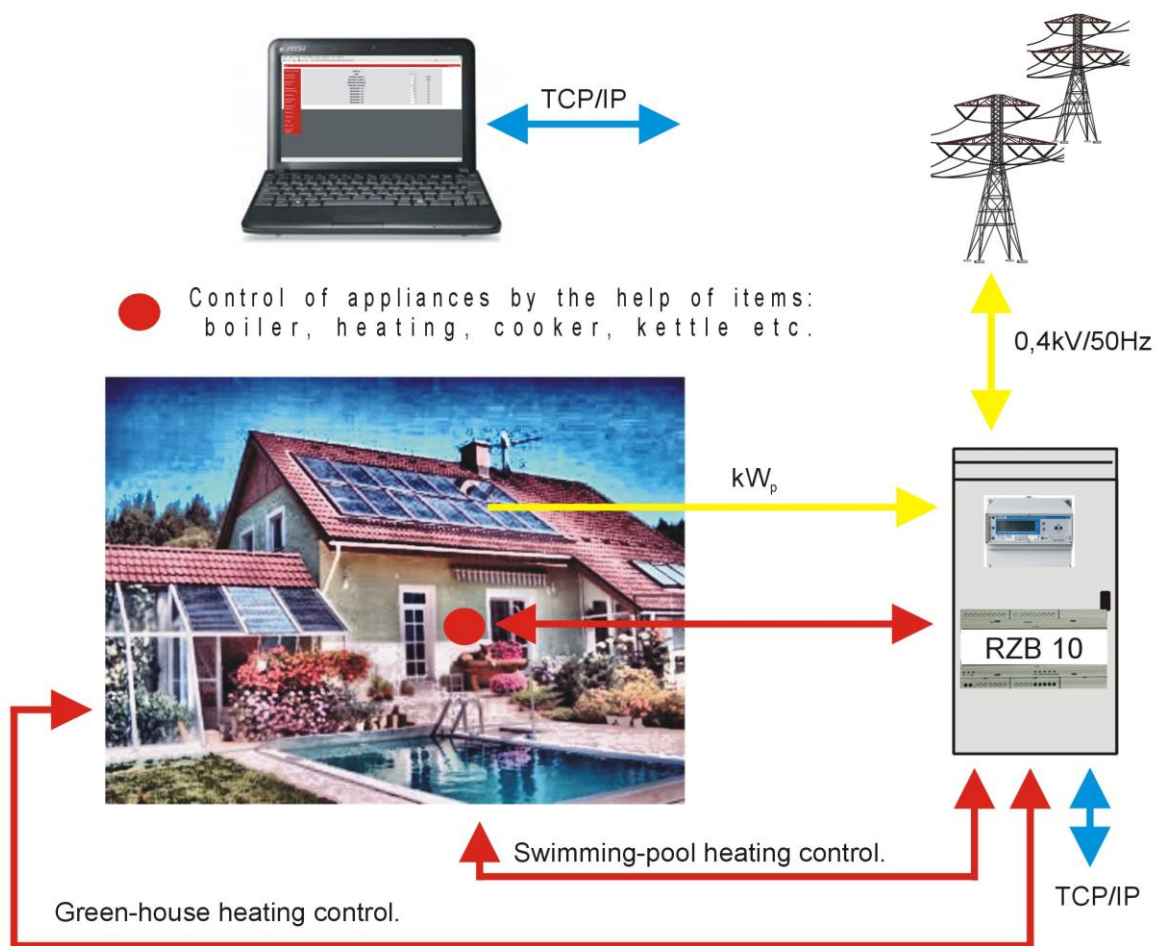 TCP/IP
Control of appliances by the help of items:
boiler, heating, cooker, kettle etc.
0,4kV/50Hz
kWp
RZB 10
Swimming-pool heating control.
TCP/IP
Green-house heating control.